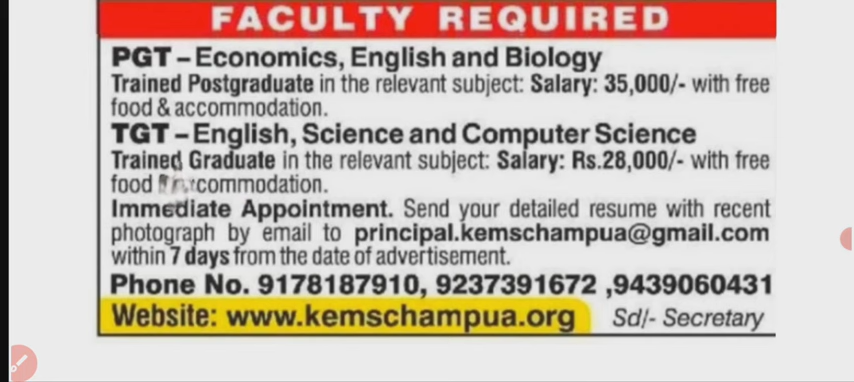 FACULTY REQUIRED
PGT – Economics, English and Biology
Trained Postgraduate in the relevant subject: Salary: 35,000/- with free
food & accommodation.
TGT – English, Science and Computer Science
Trained Graduate in the relevant subject: Salary: Rs.28,000/- with free
food commodation.
Immediate Appointment. Send your detailed resume with recent
photograph by email to principal.kemschampua@gmail.com
within 7 days from the date of advertisement.
Phone No. 9178187910, 9237391672 ,9439060431
Website: www.kemschampua.org Sd/- Secretary